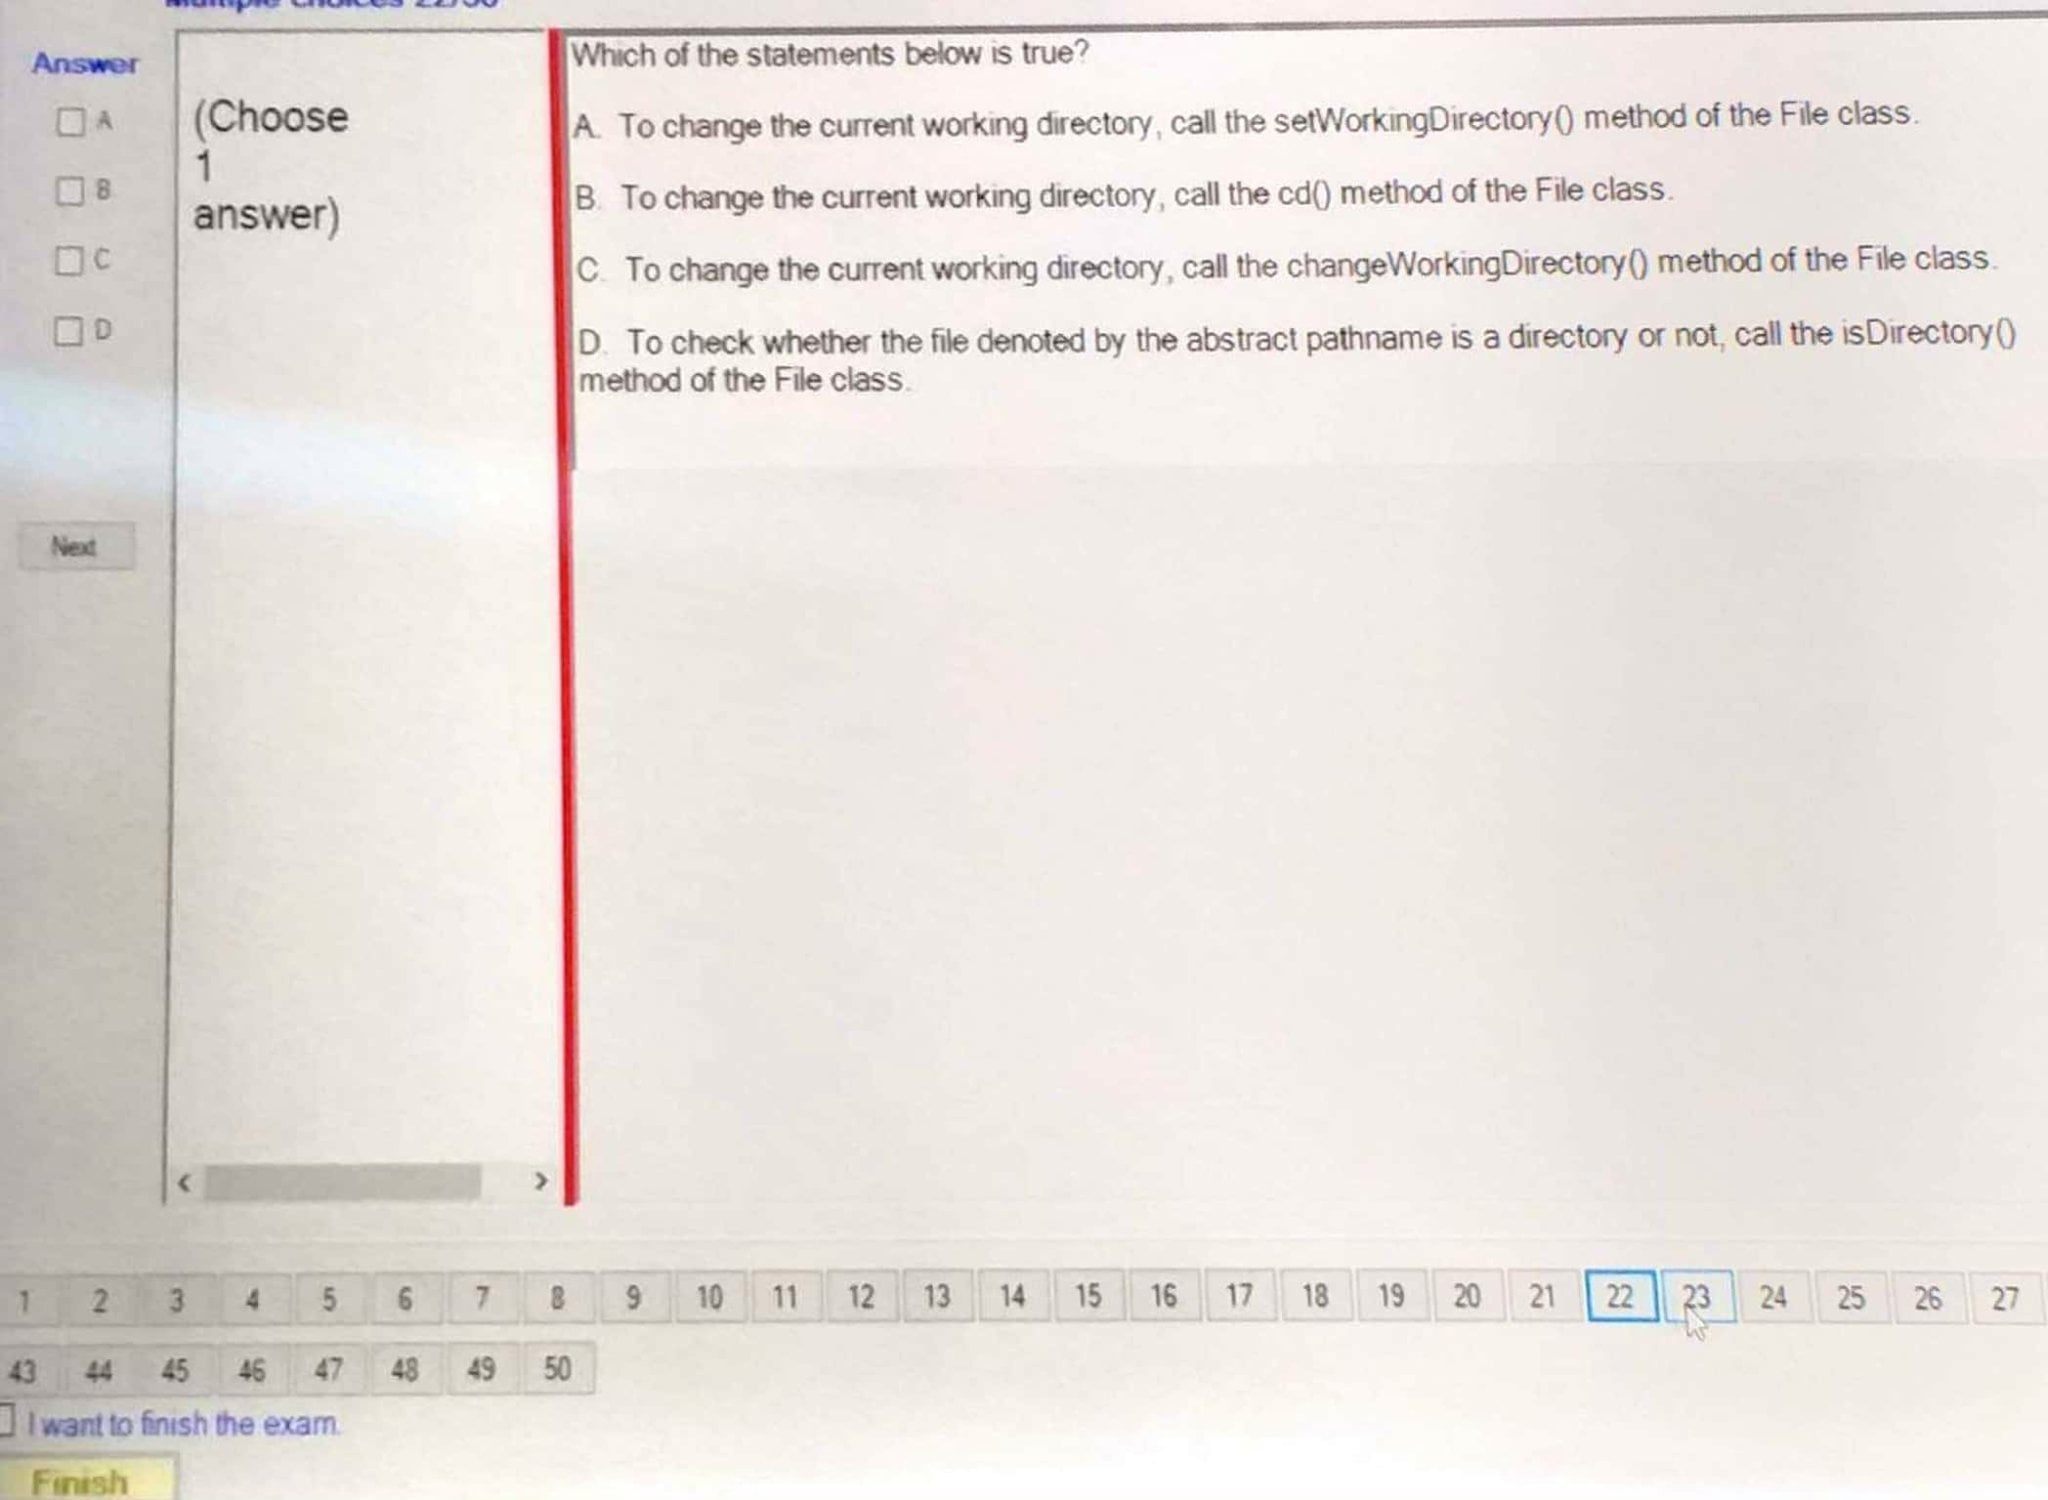 Multiple Choices 22/50
Answer
A
B
C
D
(Choose
1
answer)
Next
Which of the statements below is true?
A. To change the current working directory, call the setWorkingDirectory() method of the File class.
B. To change the current working directory, call the cd() method of the File class.
C. To change the current working directory, call the changeWorkingDirectory() method of the File class.
D. To check whether the file denoted by the abstract pathname is a directory or not, call the isDirectory()
method of the File class.
1 2 3 4 5 6 7 8 9 10 11 12 13 14 15 16 17 18 19 20 21 22 23 24 25 26 27
43 44 45 46 47 48 49 50
I want to finish the exam.
Finish